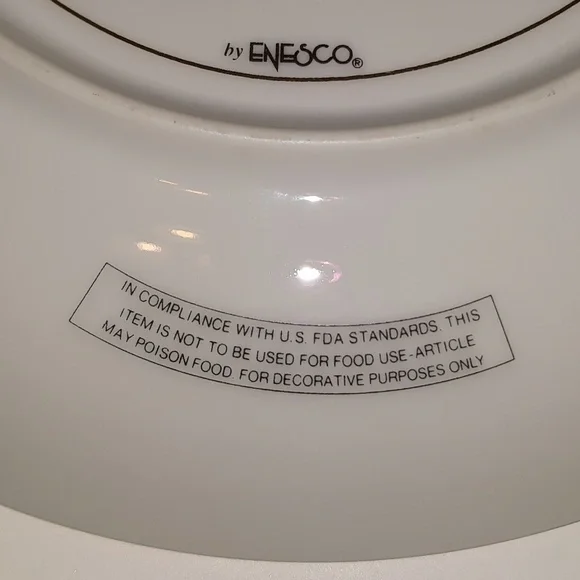 by ENESCO®
IN COMPLIANCE WITH U.S. FDA STANDARDS. THIS
ITEM IS NOT TO BE USED FOR FOOD USE-ARTICLE
MAY POISON FOOD. FOR DECORATIVE PURPOSES ONLY